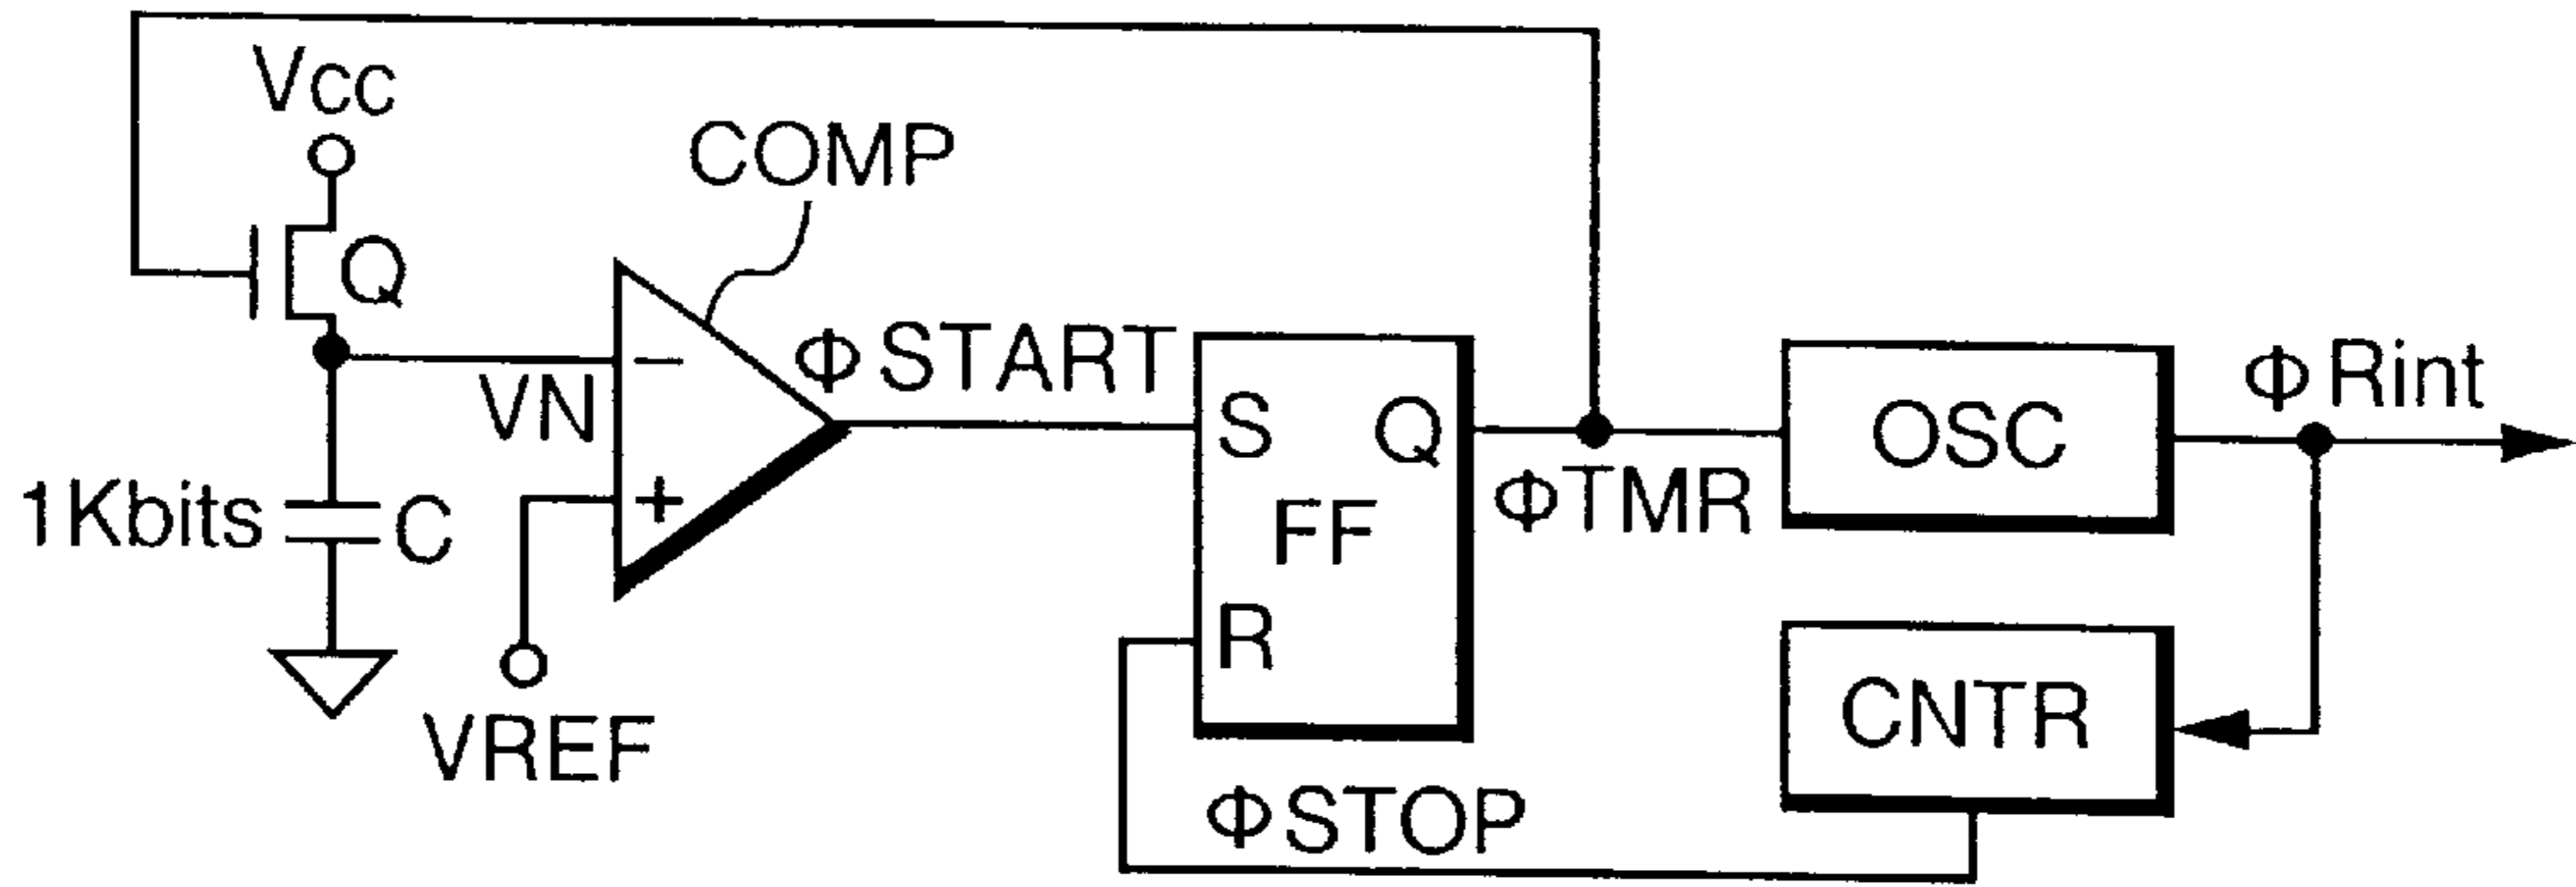 Vcc
COMP
Q
ΦSTART
VN
−
+
1Kbits
C
VREF
S
Q
FF
R
ΦTMR
OSC
ΦRint
CNTR
ΦSTOP